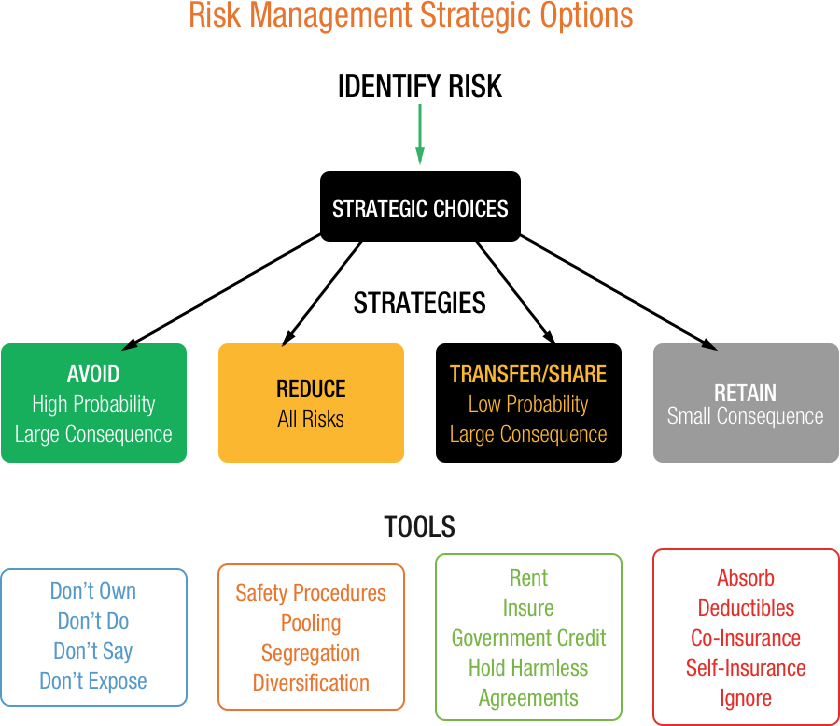 Risk Management Strategic Options
IDENTIFY RISK
STRATEGIC CHOICES
STRATEGIES
AVOID
High Probability
Large Consequence
REDUCE
All Risks
TRANSFER/SHARE
Low Probability
Large Consequence
RETAIN
Small Consequence
TOOLS
Don’t Own
Don’t Do
Don’t Say
Don’t Expose
Safety Procedures
Pooling
Segregation
Diversification
Rent
Insure
Government Credit
Hold Harmless
Agreements
Absorb
Deductibles
Co-Insurance
Self-Insurance
Ignore